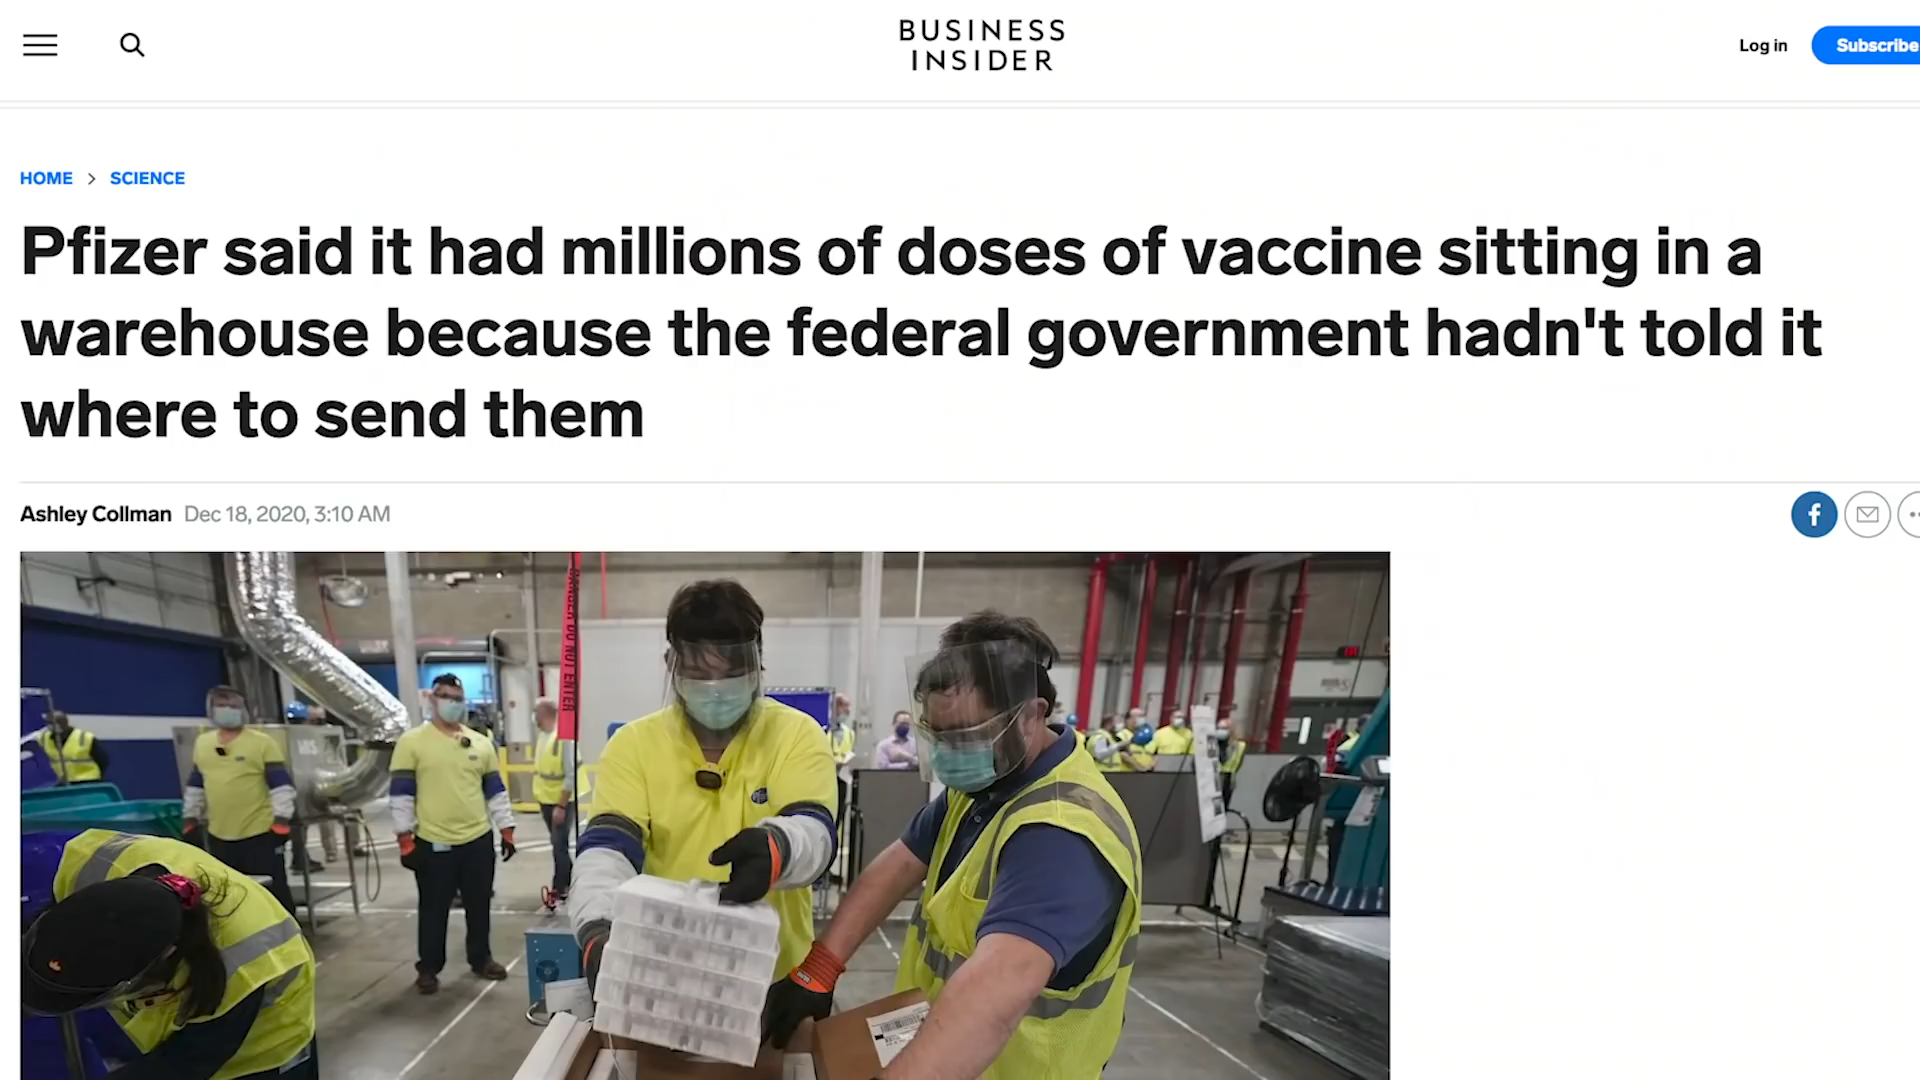 BUSINESS
INSIDER
Log in
Subscribe
HOME > SCIENCE
Pfizer said it had millions of doses of vaccine sitting in a
warehouse because the federal government hadn't told it
where to send them
Ashley Collman Dec 18, 2020, 3:10 AM
DANGER DO NOT ENTER